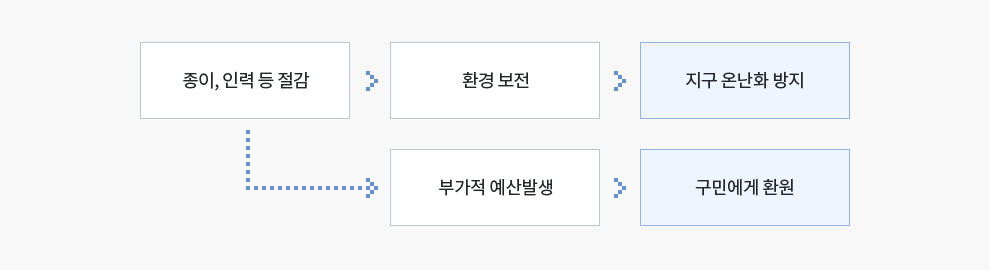 종이, 인력 등 절감
환경 보전
지구 온난화 방지
부가적 예산발생
구민에게 환원